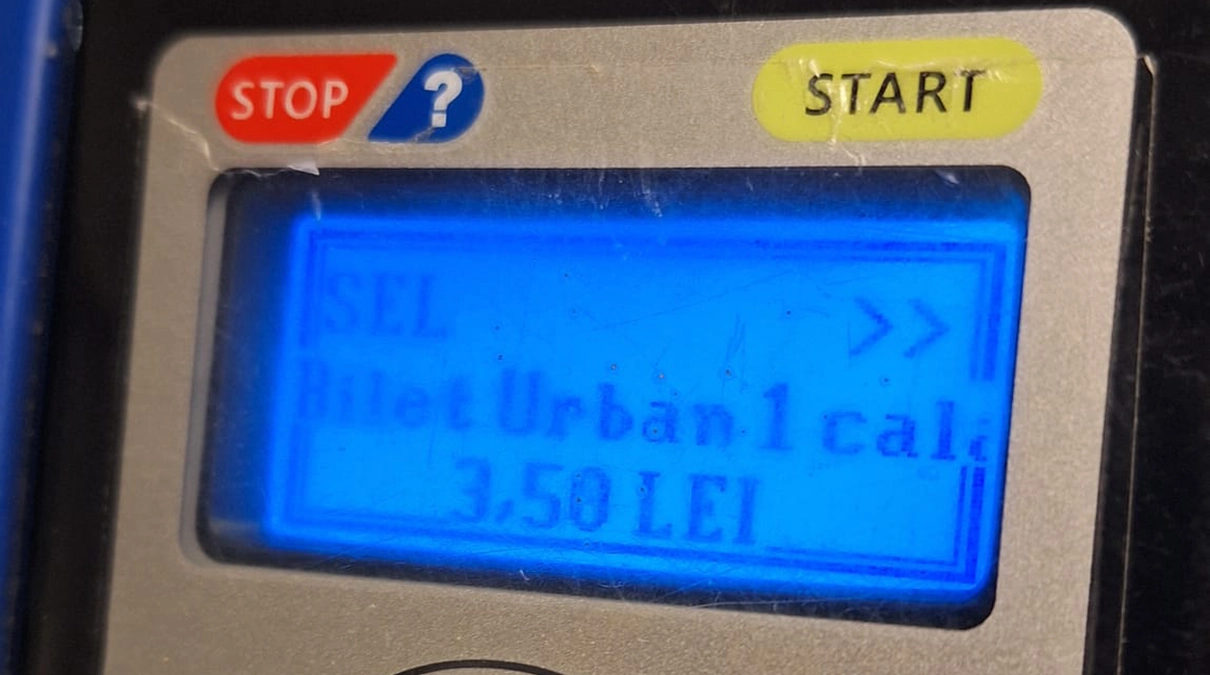 STOP ? START
SEL >>
Bilet Urban 1 cal
3,50 LEI